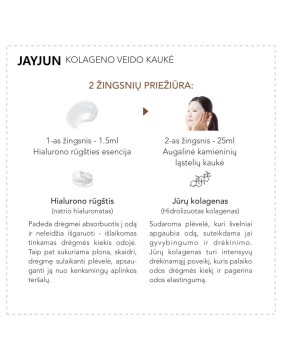 JAYJUN KOLAGENO VEIDO KAUKĖ
2 ŽINGSNIŲ PRIEŽIŪRA:
1-as žingsnis - 1.5ml
Hialurono rūgšties esencija
2-as žingsnis - 25ml
Augalinė kamieninių
ląstelių kaukė
Hialurono rūgštis
(natrio hialuronatas)
Padeda drėgmei absorbuotis į odą
ir neleidžia išgaruoti - išlaikomas
tinkamas drėgmės kiekis odoje.
Taip pat sukuriama plona, skaidri,
drėgmę sulaikanti plėvelė, apsau-
ganti ją nuo kenksmingų aplinkos
teršalų.
Jūrų kolagenas
(Hidrolizuotas kolagenas)
Sudaroma plėvelė, kuri švelniai
apgaubia odą, suteikdama jai
gyvybingumo ir drėkinimo.
Jūrų kolagenas turi intensyvų
drėkinamąjį poveikį, kuris palaiko
odos drėgmės kiekį ir pagerina
odos elastingumą.